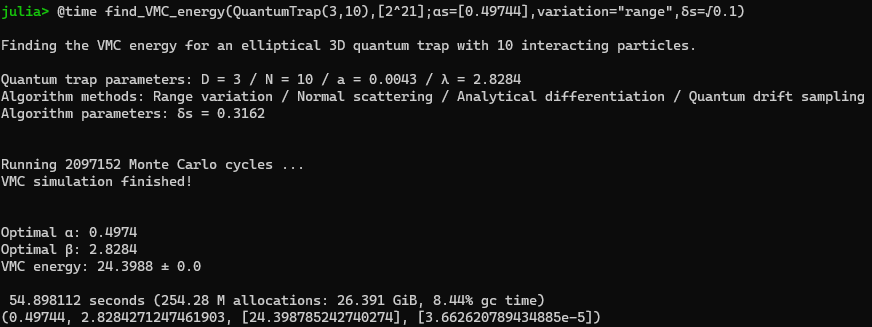 julia> @time find_VMC_energy(QuantumTrap(3,10),[2^21];αs=[0.49744],variation="range",δs=√0.1)
Finding the VMC energy for an elliptical 3D quantum trap with 10 interacting particles.
Quantum trap parameters: D = 3 / N = 10 / a = 0.0043 / λ = 2.8284
Algorithm methods: Range variation / Normal scattering / Analytical differentiation / Quantum drift sampling
Algorithm parameters: δs = 0.3162
Running 2097152 Monte Carlo cycles ...
VMC simulation finished!
Optimal α: 0.4974
Optimal β: 2.8284
VMC energy: 24.3988 ± 0.0
54.898112 seconds (254.28 M allocations: 26.391 GiB, 8.44% gc time)
(0.49744, 2.8284271247461903, [24.398785242740274], [3.662620789434885e-5])